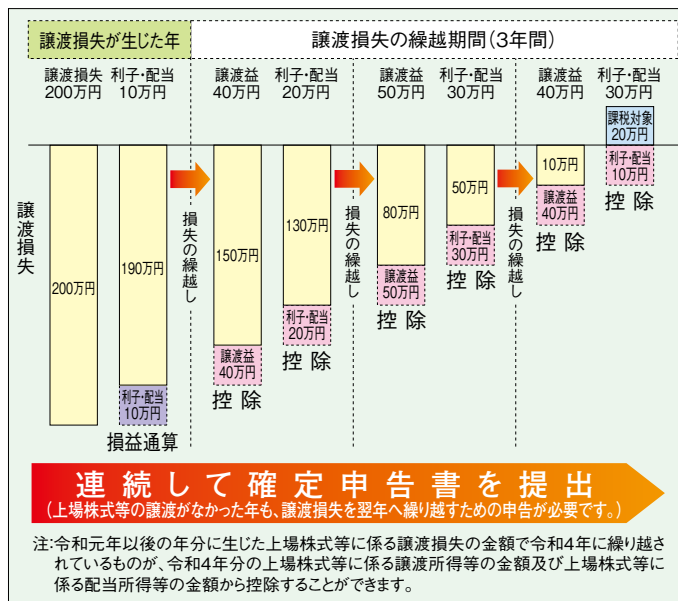 譲渡損失が生じた年
譲渡損失の繰越期間（3年間）
譲渡損失
200万円
利子・配当
10万円
譲渡益
40万円
利子・配当
20万円
譲渡益
50万円
利子・配当
30万円
譲渡益
40万円
利子・配当
30万円
譲渡損失
200万円
190万円
利子・配当
10万円
損益通算
損失の繰越し
150万円
譲渡益
40万円
控除
130万円
利子・配当
20万円
控除
損失の繰越し
80万円
譲渡益
50万円
控除
50万円
利子・配当
30万円
控除
損失の繰越し
10万円
譲渡益
40万円
控除
課税対象
20万円
利子・配当
10万円
控除
連続して確定申告書を提出
（上場株式等の譲渡がなかった年も、譲渡損失を翌年へ繰り越すための申告が必要です。）
注：令和元年以後の年分に生じた上場株式等に係る譲渡損失の金額で令和4年に繰り越さ
れているものが、令和4年分の上場株式等に係る譲渡所得等の金額及び上場株式等に
係る配当所得等の金額から控除することができます。